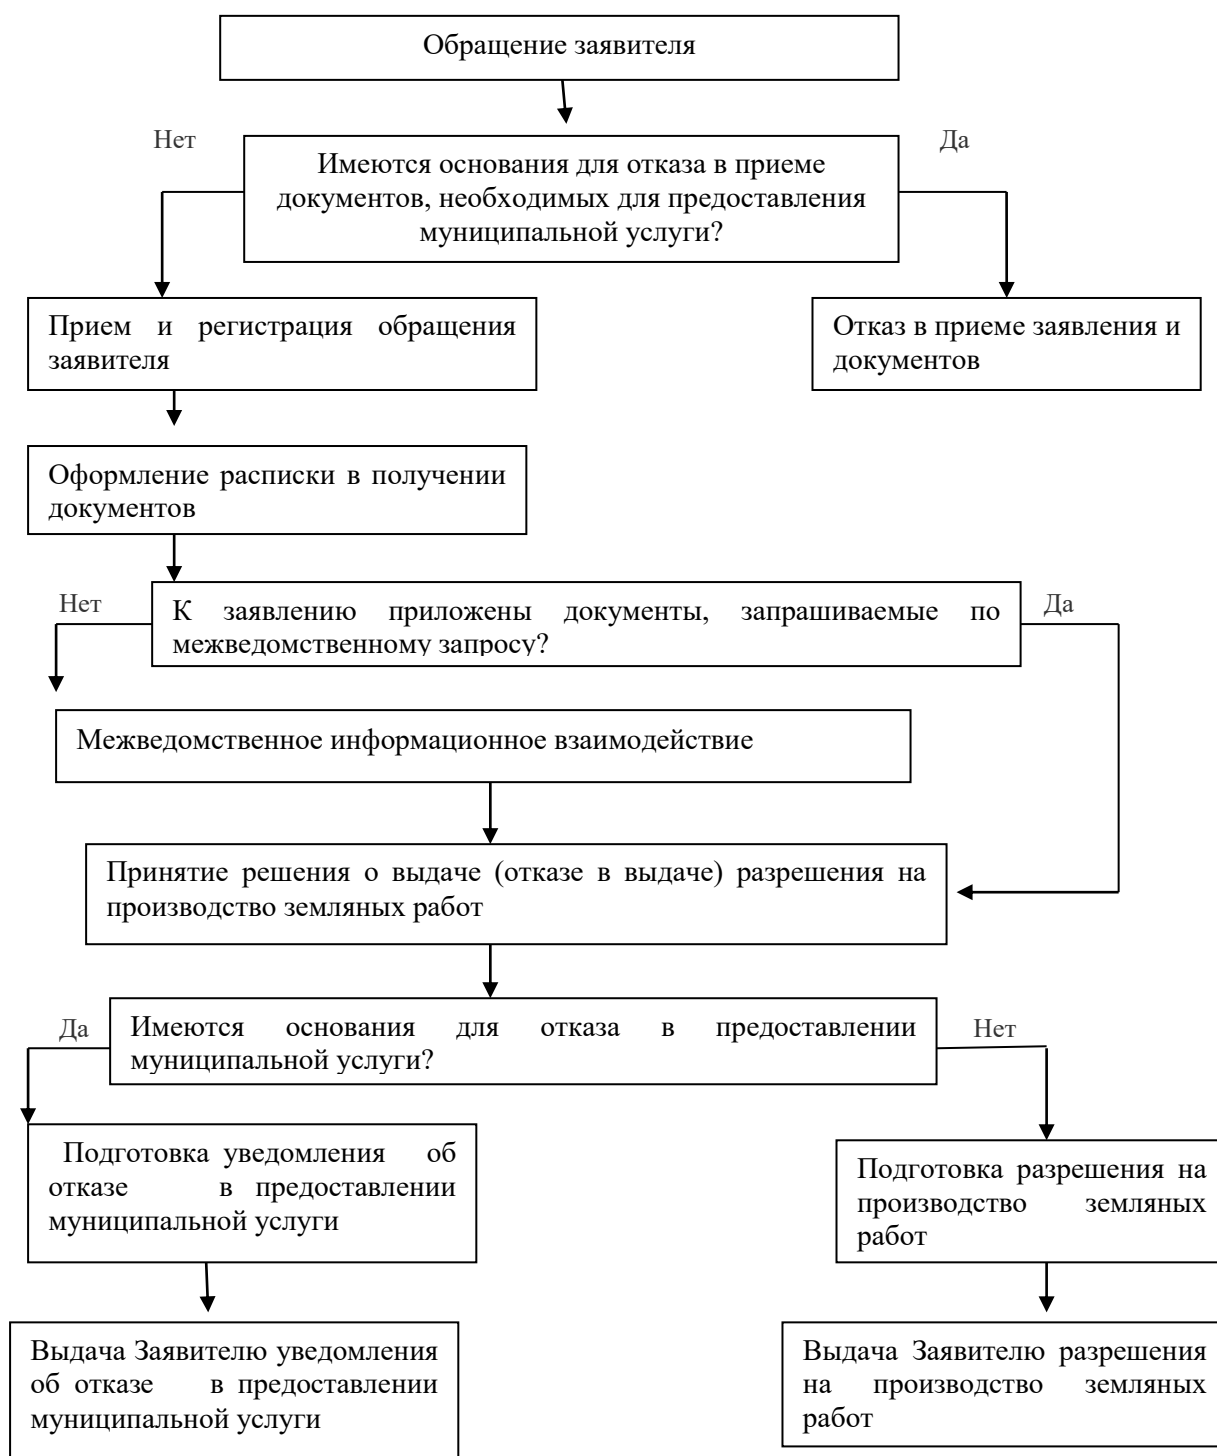 Обращение заявителя
Нет
Да
Имеются основания для отказа в приеме
документов, необходимых для предоставления
муниципальной услуги?
Прием и регистрация обращения
заявителя
Отказ в приеме заявления и
документов
Оформление расписки в получении
документов
Нет
Да
К заявлению приложены документы, запрашиваемые по
межведомственному запросу?
Межведомственное информационное взаимодействие
Принятие решения о выдаче (отказе в выдаче) разрешения на
производство земляных работ
Да
Нет
Имеются основания для отказа в предоставлении
муниципальной услуги?
Подготовка уведомления об
отказе в предоставлении
муниципальной услуги
Подготовка разрешения на
производство земляных
работ
Выдача Заявителю уведомления
об отказе в предоставлении
муниципальной услуги
Выдача Заявителю разрешения
на производство земляных
работ